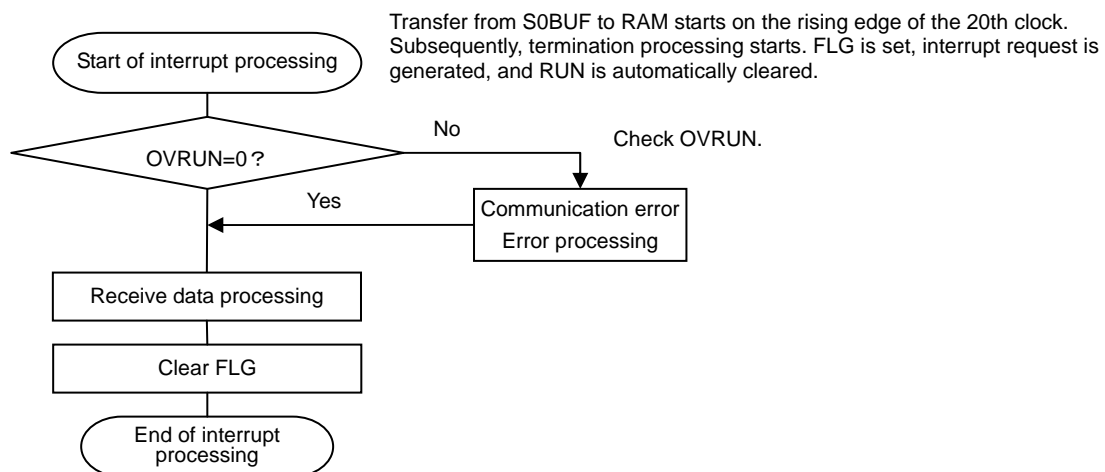 Transfer from S0BUF to RAM starts on the rising edge of the 20th clock.
Subsequently, termination processing starts. FLG is set, interrupt request is
generated, and RUN is automatically cleared.
Start of interrupt processing
No
Check OVRUN.
OVRUN=0？
Yes
Communication error
Error processing
Receive data processing
Clear FLG
End of interrupt
processing